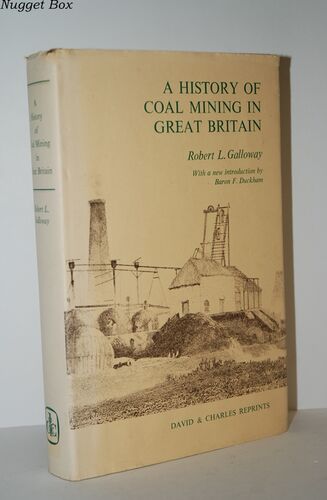 Nugget Box
A HISTORY OF
COAL MINING IN
GREAT BRITAIN
Robert L. Galloway
With a new introduction by
Baron F. Duckham
DAVID & CHARLES REPRINTS
A
History
of
Coal Mining
in
Great Britain
Robert L.
Galloway